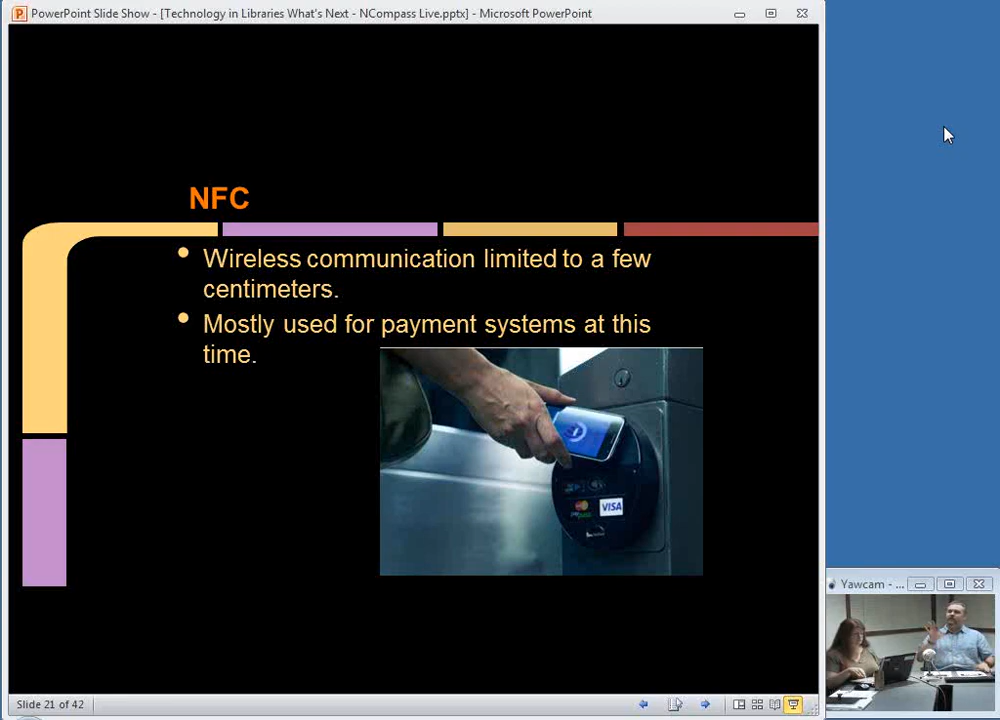 PowerPoint Slide Show - [Technology in Libraries What's Next - NCompass Live.pptx] - Microsoft PowerPoint
NFC
• Wireless communication limited to a few
centimeters.
• Mostly used for payment systems at this
time.
VISA
Yawcam - ...
Slide 21 of 42